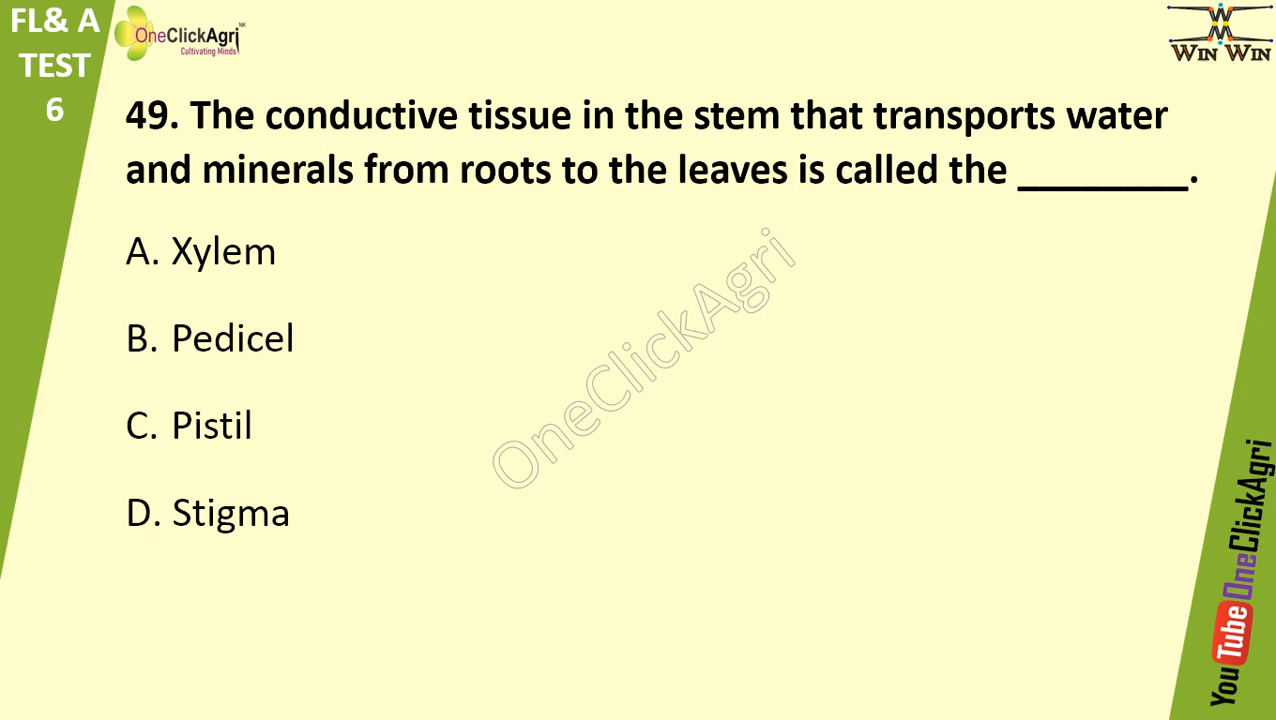 FL& A
TEST
6
OneClickAgri
NK
Cultivating Minds
WIN WIN
49. The conductive tissue in the stem that transports water
and minerals from roots to the leaves is called the ________.
A. Xylem
B. Pedicel
C. Pistil
D. Stigma
OneClickAgri
YouTube OneClickAgri